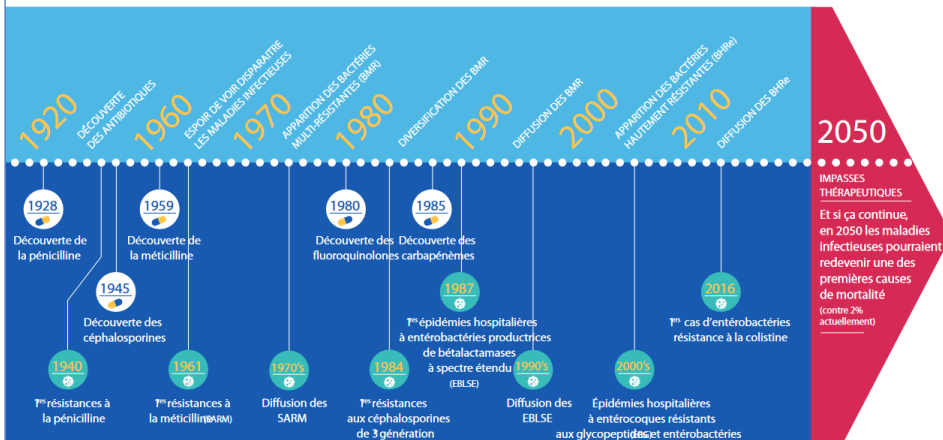 1920
DÉCOUVERTE
DES ANTIBIOTIQUES
1960
ESPOIR DE VOIR DISPARAITRE
LES MALADIES INFECTIEUSES
1970
APPARITION DES BACTÉRIES
MULTI-RÉSISTANTES (BMR)
1980
DIVERSIFICATION DES BMR
1990
DIFFUSION DES BMR
2000
APPARITION DES BACTÉRIES
HAUTEMENT RÉSISTANTES (BHRe)
2010
DIFFUSION DES BHRe
2050
IMPASSES
THÉRAPEUTIQUES
Et si ça continue,
en 2050 les maladies
infectieuses pourraient
redevenir une des
premières causes
de mortalité
(contre 2%
actuellement)
1928
Découverte de
la pénicilline
1959
Découverte de
la méticilline
1980
Découverte des
fluoroquinolones
1985
Découverte des
carbapénèmes
1945
Découverte des
céphalosporines
1987
1res épidémies hospitalières
à entérobactéries productrices
de bétalactamases
à spectre étendu
(EBLSE)
2016
1ers cas d'entérobactéries
résistance à la colistine
1940
1res résistances à
la pénicilline
1961
1res résistances à
la méticilline (SARM)
1970's
Diffusion des
SARM
1984
1res résistances
aux céphalosporines
de 3 génération
1990's
Diffusion des
EBLSE
2000's
Épidémies hospitalières
à entérocoques résistants
aux glycopeptides et entérobactéries